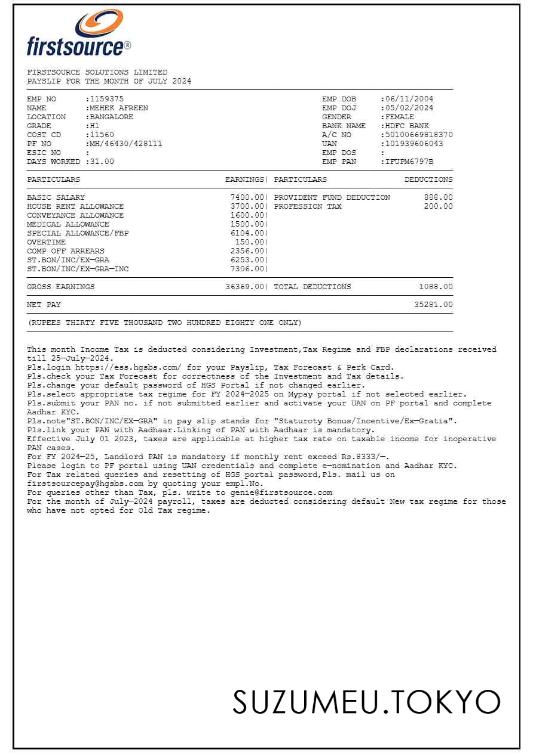 firstsource®
FIRSTSOURCE SOLUTIONS LIMITED
PAYSLIP FOR THE MONTH OF JULY 2024
EMP NO :1159375 EMP DOB :06/11/2004
NAME :MEHEK AFREEN EMP DOJ :05/02/2024
LOCATION :BANGALORE GENDER :FEMALE
GRADE :H1 BANK NAME :HDFC BANK
COST CD :11560 A/C NO :50100669818370
PF NO :MH/46430/428111 UAN :101939606043
ESIC NO : EMP DOS :
DAYS WORKED :31.00 EMP PAN :IFUPM6797B
PARTICULARS EARNINGS| PARTICULARS DEDUCTIONS
BASIC SALARY 7400.00| PROVIDENT FUND DEDUCTION 888.00
HOUSE RENT ALLOWANCE 3700.00| PROFESSION TAX 200.00
CONVEYANCE ALLOWANCE 1600.00|
MEDICAL ALLOWANCE 1500.00|
SPECIAL ALLOWANCE/FBP 6104.00|
OVERTIME 150.00|
COMP OFF ARREARS 2356.00|
ST.BON/INC/EX-GRA 6253.00|
ST.BON/INC/EX-GRA-INC 7306.00|
GROSS EARNINGS 36369.00| TOTAL DEDUCTIONS 1088.00
NET PAY 35281.00
(RUPEES THIRTY FIVE THOUSAND TWO HUNDRED EIGHTY ONE ONLY)
This month Income Tax is deducted considering Investment,Tax Regime and FBP declarations received
till 25-July-2024.
Pls.login https://ess.hgsbs.com/ for your Payslip, Tax Forecast & Perk Card.
Pls.check your Tax Forecast for correctness of the Investment and Tax details.
Pls.change your default password of HGS Portal if not changed earlier.
Pls.select appropriate tax regime for FY 2024-2025 on Mypay portal if not selected earlier.
Pls.submit your PAN no. if not submitted earlier and activate your UAN on PF portal and complete
Aadhar KYC.
Pls.note"ST.BON/INC/EX-GRA" in pay slip stands for "Staturoty Bonus/Incentive/Ex-Gratia".
Pls.link your PAN with Aadhaar.Linking of PAN with Aadhaar is mandatory.
Effective July 01 2023, taxes are applicable at higher tax rate on taxable income for inoperative
PAN cases.
For FY 2024-25, Landlord PAN is mandatory if monthly rent exceed Rs.8333/-.
Please login to PF portal using UAN credentials and complete e-nomination and Aadhar KYC.
For Tax related queries and resetting of HGS portal password,Pls. mail us on
firstsourcepay@hgsbs.com by quoting your empl.No.
For queries other than Tax, pls. write to genie@firstsource.com
For the month of July-2024 payroll, taxes are deducted considering default New tax regime for those
who have not opted for Old Tax regime.
SUZUMEU.TOKYO